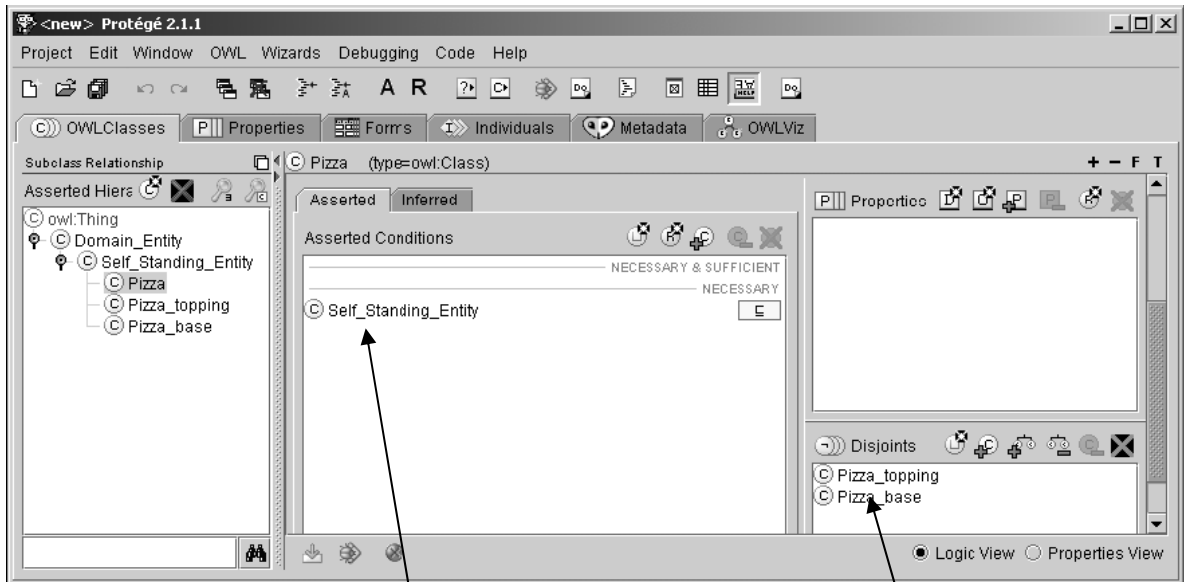 <new> Protégé 2.1.1
Project Edit Window OWL Wizards Debugging Code Help
A R
OWLClasses Properties Forms Individuals Metadata OWLViz
Subclass Relationship
Asserted Hiera
owl:Thing
Domain_Entity
Self_Standing_Entity
Pizza
Pizza_topping
Pizza_base
Pizza (type=owl:Class)
+ − F T
Asserted Inferred
Asserted Conditions
NECESSARY & SUFFICIENT
NECESSARY
Self_Standing_Entity
⊑
Properties
Disjoints
Pizza_topping
Pizza_base
Logic View Properties View